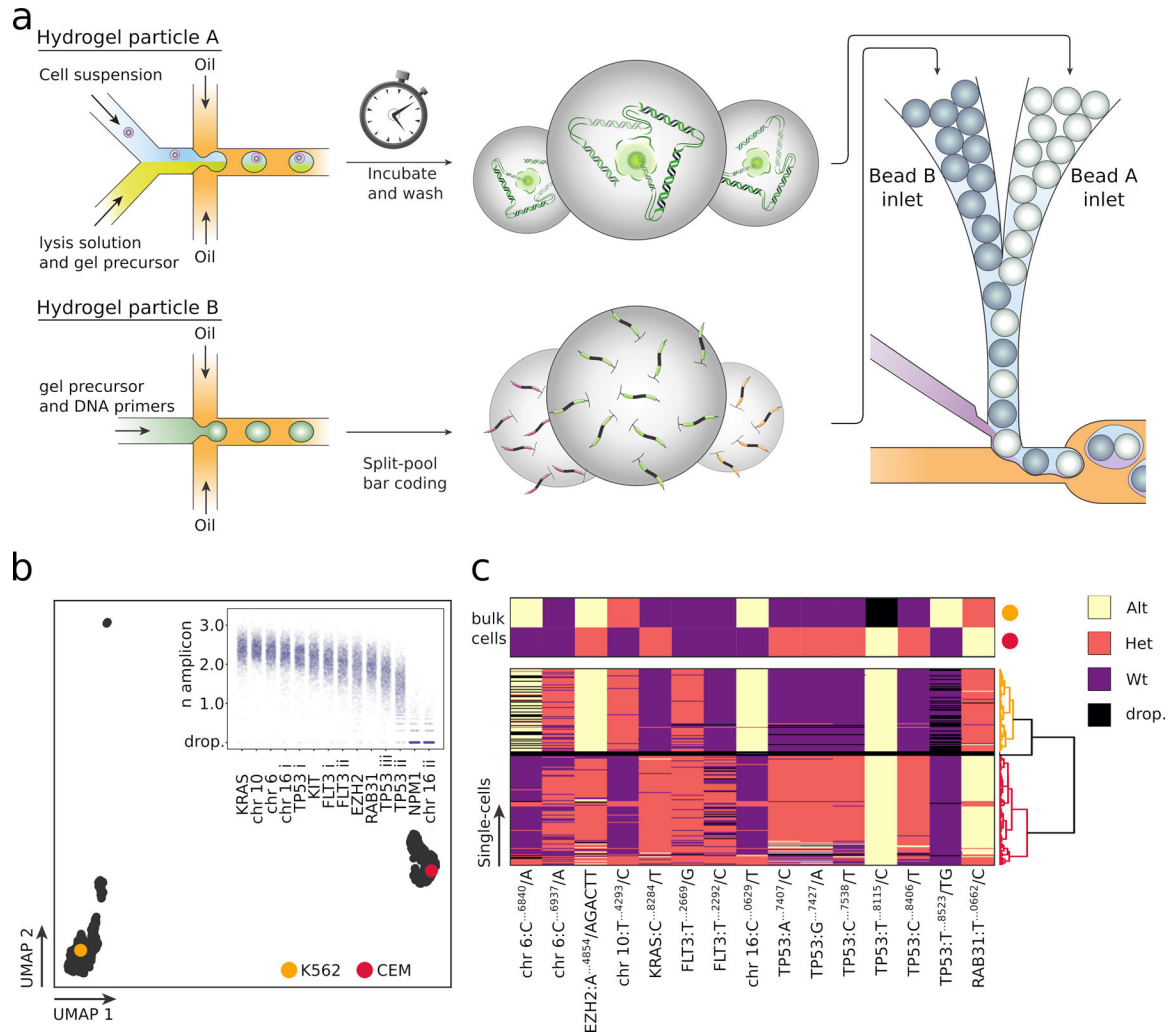 a
Hydrogel particle A
Oil
Cell suspension
lysis solution
and gel precursor
Oil
Incubate
and wash
Bead B
inlet
Bead A
inlet
Hydrogel particle B
Oil
gel precursor
and DNA primers
Oil
Split-pool
bar coding
b
n amplicon
3.0
2.0
1.0
drop.
KRAS
chr 10
chr 6
chr 16 i
TP53 i
KIT
FLT3 i
FLT3 ii
EZH2
RAB31
TP53 iii
TP53 ii
NPM1
chr 16 ii
K562
CEM
UMAP 2
UMAP 1
c
bulk
cells
Single-cells
Alt
Het
Wt
drop.
chr 6:C...6840/A
chr 6:C...6937/A
EZH2:A...4854/AGACTT
chr 10:T...4293/C
KRAS:C...8284/T
FLT3:T...2669/G
FLT3:T...2292/C
chr 16:C...0629/T
TP53:A...7407/C
TP53:G...7427/A
TP53:C...7538/T
TP53:T...8115/C
TP53:C...8406/T
TP53:T...8523/TG
RAB31:T...0662/C